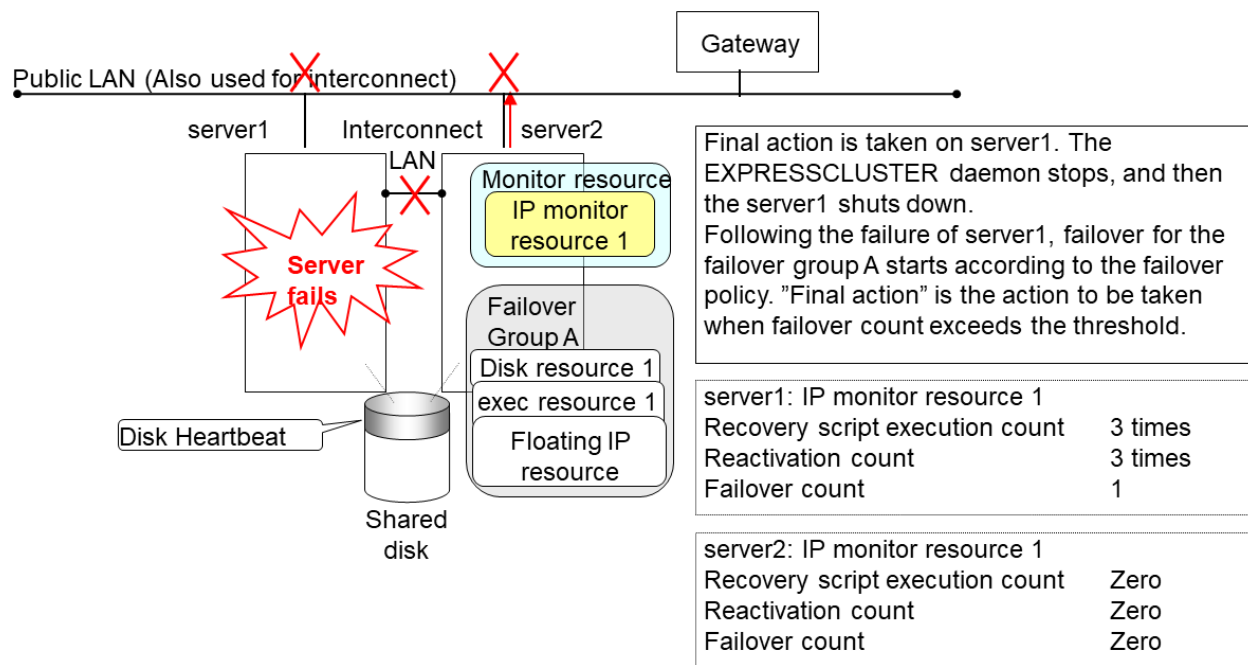 Gateway
Public LAN (Also used for interconnect)
server1
Interconnect
LAN
server2
Monitor resource
IP monitor
resource 1
Server
fails
Failover
Group A
Disk resource 1
exec resource 1
Floating IP
resource
Disk Heartbeat
Shared
disk
Final action is taken on server1. The
EXPRESSCLUSTER daemon stops, and then
the server1 shuts down.
Following the failure of server1, failover for the
failover group A starts according to the failover
policy. ”Final action” is the action to be taken
when failover count exceeds the threshold.
server1: IP monitor resource 1
Recovery script execution count 3 times
Reactivation count 3 times
Failover count 1
server2: IP monitor resource 1
Recovery script execution count Zero
Reactivation count Zero
Failover count Zero